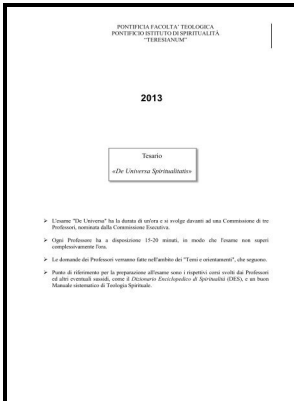 PONTIFICIA FACOLTA' TEOLOGICA
PONTIFICIO ISTITUTO DI SPIRITUALITÀ
"TERESIANUM"
2013
Tesario
«De Universa Spiritualitatis»
➢ L'esame "De Universa" ha la durata di un'ora e si svolge davanti ad una Commissione di tre
Professori, nominata dalla Commissione Esecutiva.
➢ Ogni Professore ha a disposizione 15-20 minuti, in modo che l'esame non superi
complessivamente l'ora.
➢ Le domande dei Professori verranno fatte nell'ambito dei "Temi e orientamenti", che seguono.
➢ Punto di riferimento per la preparazione all'esame sono i rispettivi corsi svolti dai Professori
ed altri eventuali sussidi, come il Dizionario Enciclopedico di Spiritualità (DES), e un buon
Manuale sistematico di Teologia Spirituale.